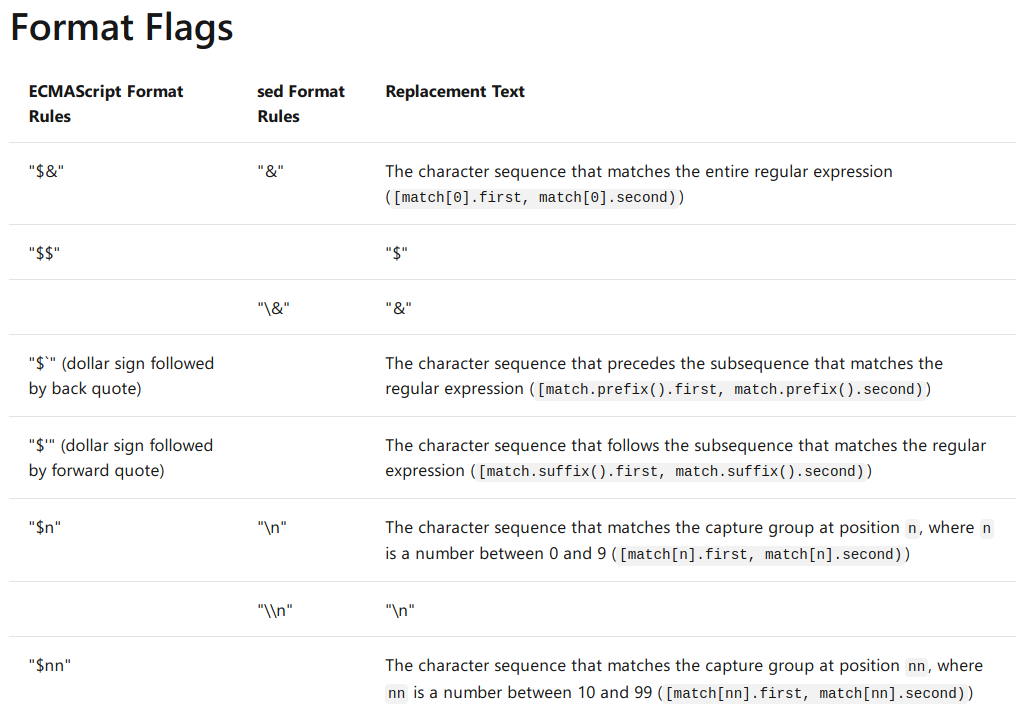 Format Flags
ECMAScript Format Rules
sed Format Rules
Replacement Text
"$&"
"&"
The character sequence that matches the entire regular expression
([match[0].first, match[0].second))
"$$"
"$"
"\&"
"&"
"$`" (dollar sign followed
by back quote)
The character sequence that precedes the subsequence that matches the
regular expression ([match.prefix().first, match.prefix().second))
"$'" (dollar sign followed
by forward quote)
The character sequence that follows the subsequence that matches the regular
expression ([match.suffix().first, match.suffix().second))
"$n"
"\n"
The character sequence that matches the capture group at position n, where n
is a number between 0 and 9 ([match[n].first, match[n].second))
"\\n"
"\n"
"$nn"
The character sequence that matches the capture group at position nn, where
nn is a number between 10 and 99 ([match[nn].first, match[nn].second))